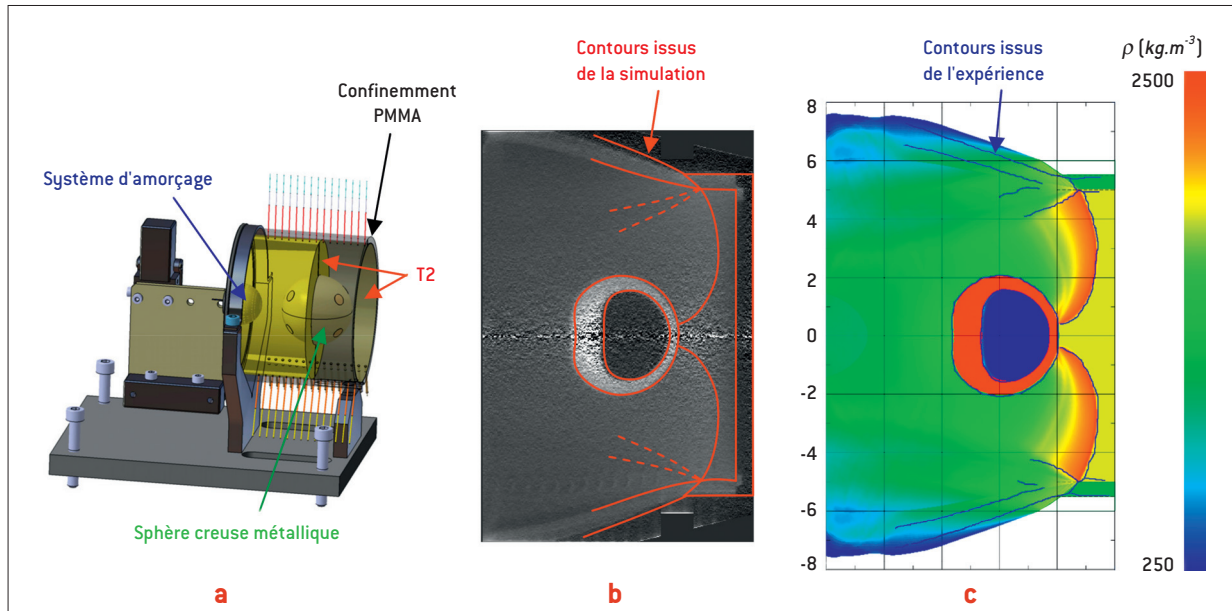 Confinemment
PMMA
Système d'amorçage
T2
Sphère creuse métallique
a
Contours issus
de la simulation
b
Contours issus
de l'expérience
ρ (kg.m-³)
2500
250
8
6
4
2
0
-2
4
-6
-8
c